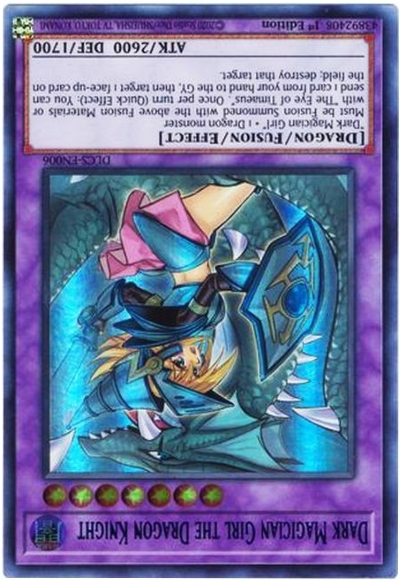 DARK MAGICIAN GIRL THE DRAGON KNIGHT
DLCS-EN006
[DRAGON/FUSION/EFFECT]
"Dark Magician Girl" + 1 Dragon monster
Must be Fusion Summoned with the above Fusion Materials or
with "The Eye of Timaeus". Once per turn (Quick Effect): You can
send 1 card from your hand to the GY, then target 1 face-up card on
the field; destroy that target.
ATK/2600 DEF/1700
43892408 1st Edition ©2020 Studio Dice/SHUEISHA, TV TOKYO, KONAMI